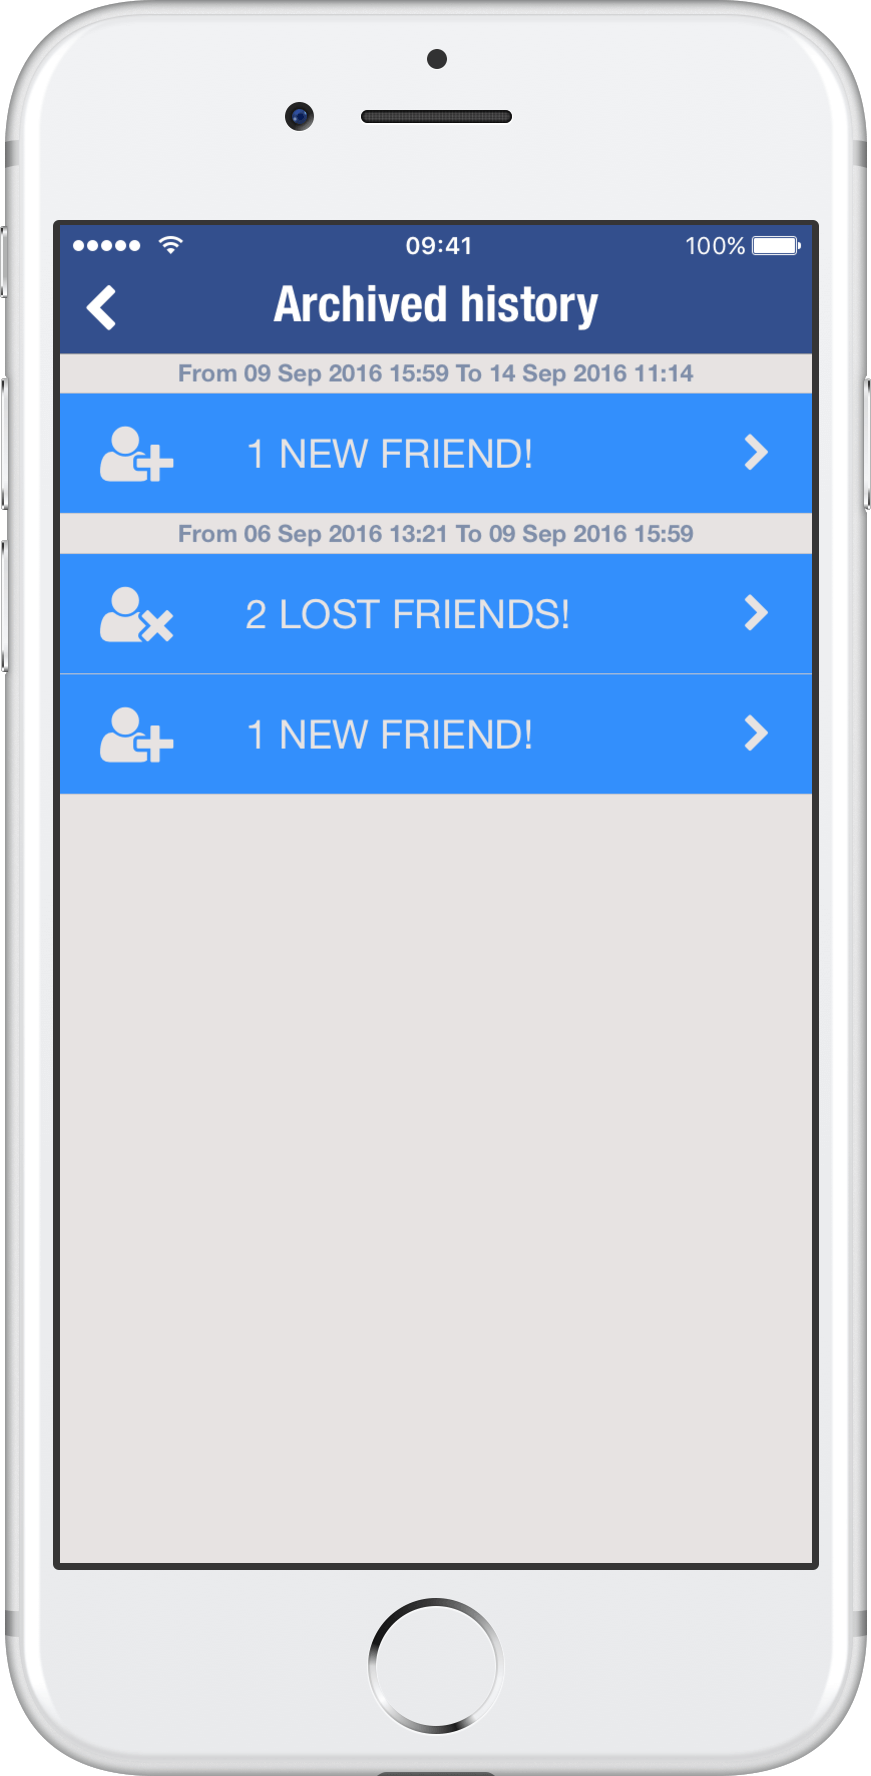 09:41
100%
Archived history
From 09 Sep 2016 15:59 To 14 Sep 2016 11:14
1 NEW FRIEND!
From 06 Sep 2016 13:21 To 09 Sep 2016 15:59
2 LOST FRIENDS!
1 NEW FRIEND!